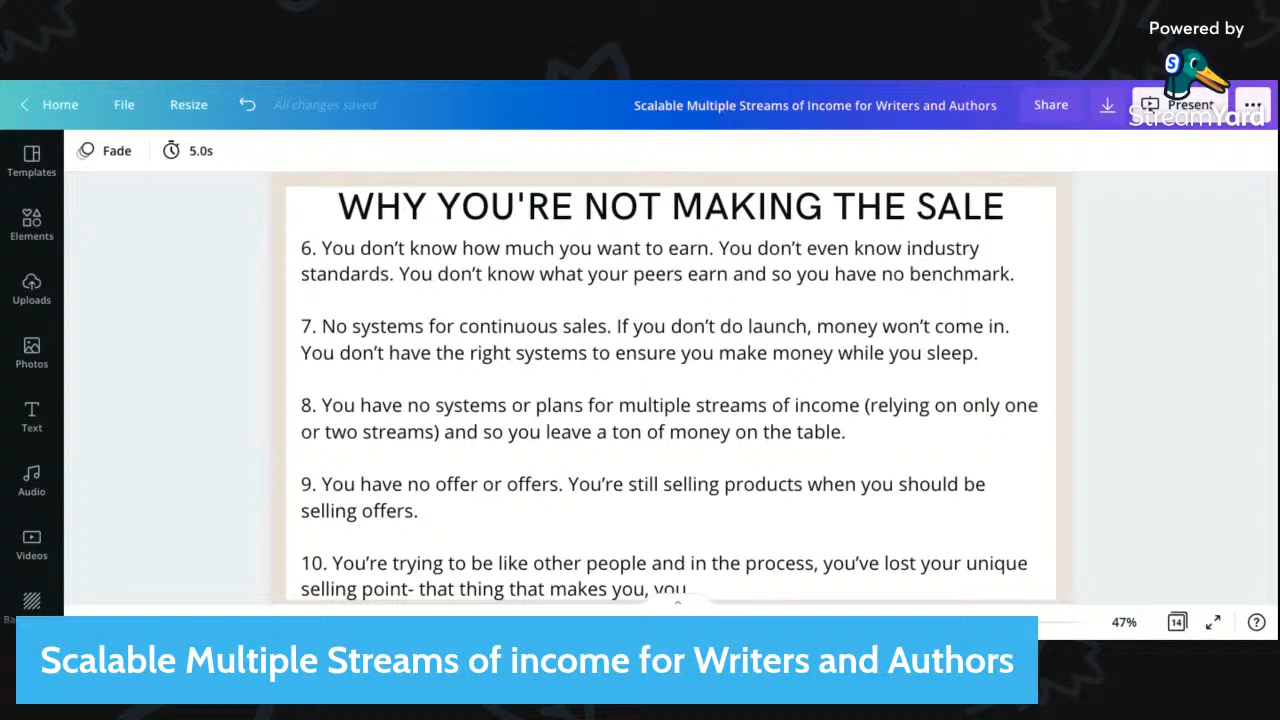 Powered by
StreamYard
Home
File
Resize
All changes saved
Scalable Multiple Streams of Income for Writers and Authors
Share
Present
Templates
Fade
5.0s
Elements
Uploads
Photos
Text
Audio
Videos
WHY YOU'RE NOT MAKING THE SALE
6. You don’t know how much you want to earn. You don’t even know industry
standards. You don’t know what your peers earn and so you have no benchmark.
7. No systems for continuous sales. If you don’t do launch, money won’t come in.
You don’t have the right systems to ensure you make money while you sleep.
8. You have no systems or plans for multiple streams of income (relying on only one
or two streams) and so you leave a ton of money on the table.
9. You have no offer or offers. You’re still selling products when you should be
selling offers.
10. You’re trying to be like other people and in the process, you’ve lost your unique
selling point- that thing that makes you, you
47%
14
Scalable Multiple Streams of income for Writers and Authors